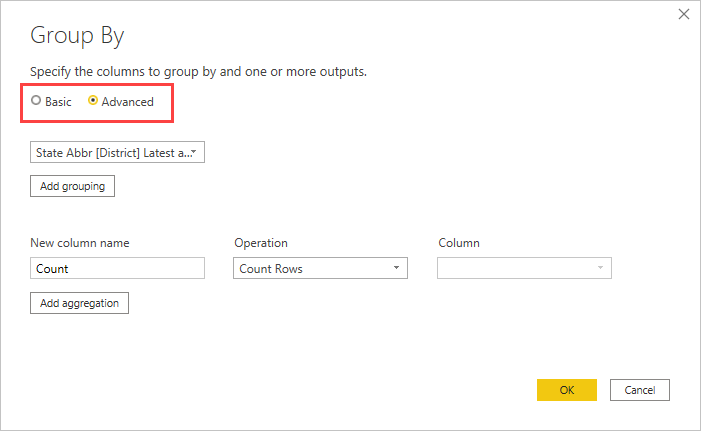 Group By
Specify the columns to group by and one or more outputs.
Basic Advanced
State Abbr [District] Latest a...
Add grouping
New column name Operation Column
Count Count Rows
Add aggregation
OK Cancel